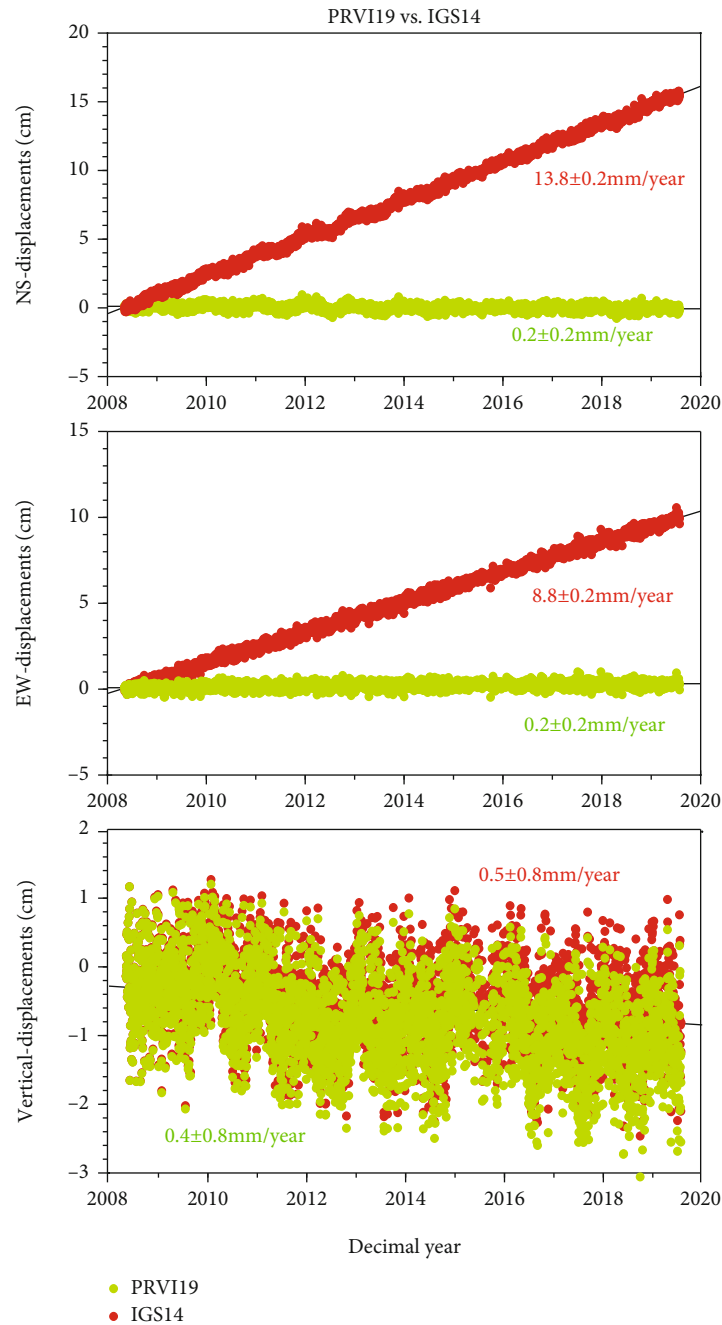 PRVI19 vs. IGS14
20
15
10
5
0
−5
NS-displacements (cm)
13.8±0.2mm/year
0.2±0.2mm/year
2008 2010 2012 2014 2016 2018 2020
15
10
5
0
−5
EW-displacements (cm)
8.8±0.2mm/year
0.2±0.2mm/year
2008 2010 2012 2014 2016 2018 2020
2
1
0
−1
−2
−3
Vertical-displacements (cm)
0.5±0.8mm/year
0.4±0.8mm/year
2008 2010 2012 2014 2016 2018 2020
Decimal year
PRVI19
IGS14